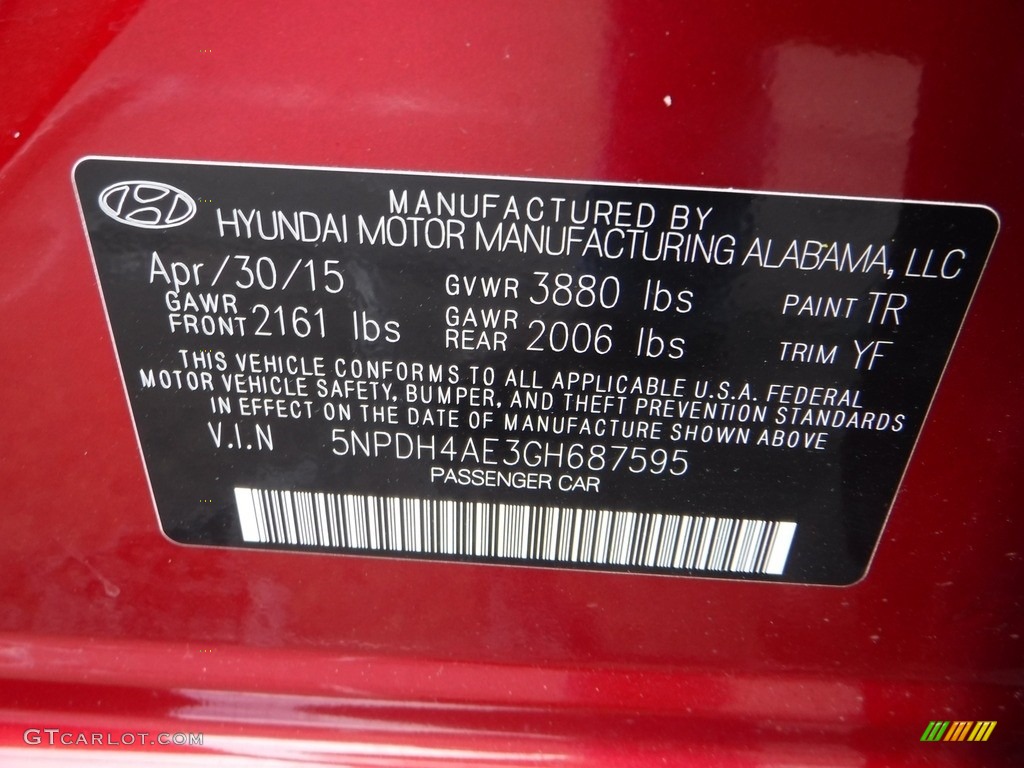 MANUFACTURED BY
HYUNDAI MOTOR MANUFACTURING ALABAMA, LLC
Apr/30/15 GVWR 3880 lbs PAINT TR
GAWR FRONT 2161 lbs GAWR REAR 2006 lbs TRIM YF
THIS VEHICLE CONFORMS TO ALL APPLICABLE U.S.A. FEDERAL
MOTOR VEHICLE SAFETY, BUMPER, AND THEFT PREVENTION STANDARDS
IN EFFECT ON THE DATE OF MANUFACTURE SHOWN ABOVE
V.I.N 5NPDH4AE3GH687595
PASSENGER CAR
GTCARLOT.COM